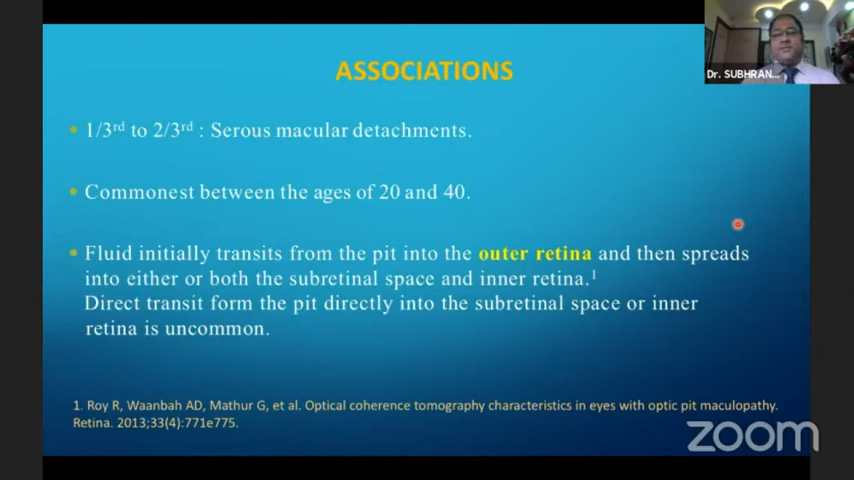 ASSOCIATIONS
Dr. SUBHRAN...
• 1/3rd to 2/3rd : Serous macular detachments.
• Commonest between the ages of 20 and 40.
• Fluid initially transits from the pit into the outer retina and then spreads
into either or both the subretinal space and inner retina.1
Direct transit form the pit directly into the subretinal space or inner
retina is uncommon.
1. Roy R, Waanbah AD, Mathur G, et al. Optical coherence tomography characteristics in eyes with optic pit maculopathy.
Retina. 2013;33(4):771e775.
zoom